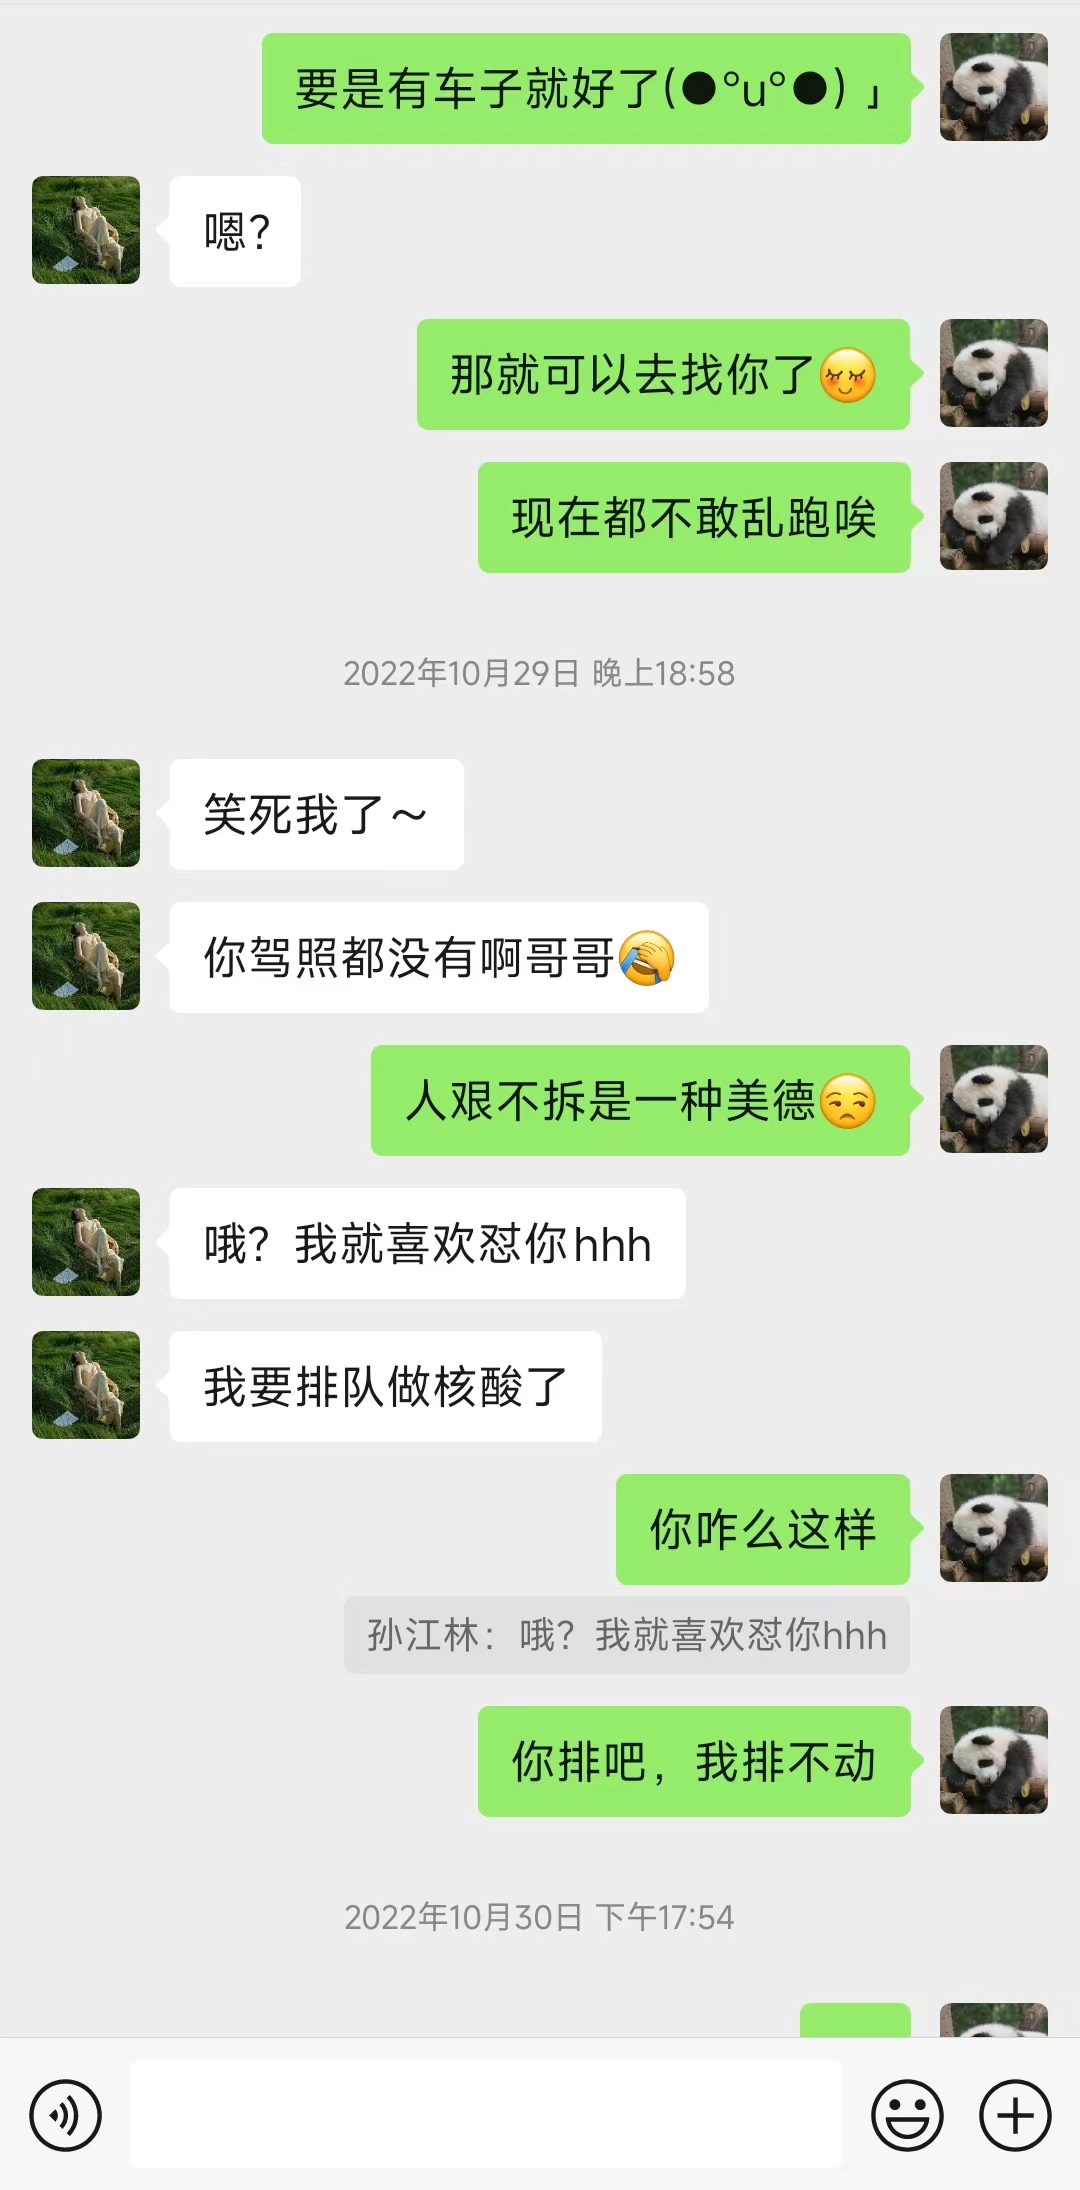 要是有车子就好了(●°u°●) 」
嗯？
那就可以去找你了😌
现在都不敢乱跑唉
2022年10月29日 晚上18:58
笑死我了～
你驾照都没有啊哥哥🤦
人艰不拆是一种美德😒
哦？我就喜欢怼你hhh
我要排队做核酸了
你咋么这样
孙江林：哦？我就喜欢怼你hhh
你排吧，我排不动
2022年10月30日 下午17:54